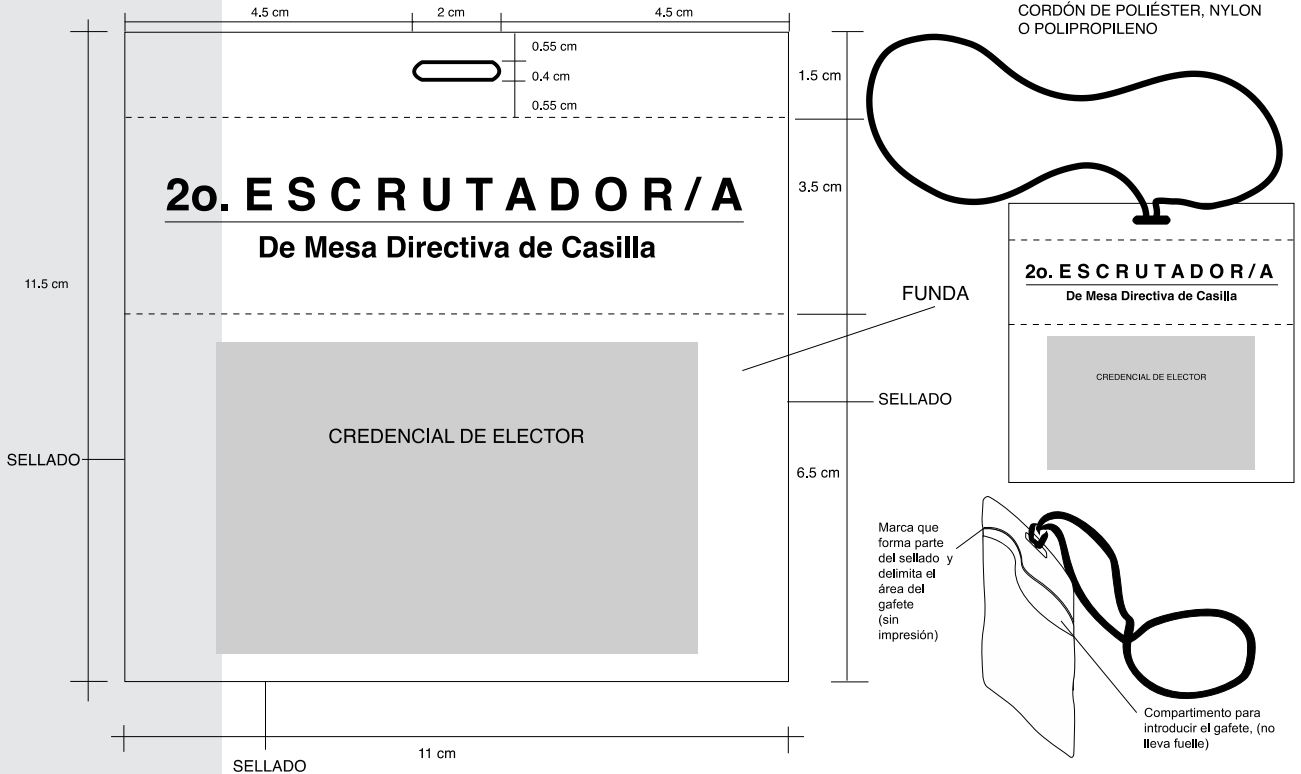 4.5 cm
2 cm
4.5 cm
0.55 cm
0.4 cm
0.55 cm
1.5 cm
2o. ESCRUTADOR/A
De Mesa Directiva de Casilla
3.5 cm
11.5 cm
FUNDA
SELLADO
CREDENCIAL DE ELECTOR
SELLADO
6.5 cm
11 cm
SELLADO
CORDÓN DE POLIÉSTER, NYLON
O POLIPROPILENO
2o. ESCRUTADOR/A
De Mesa Directiva de Casilla
CREDENCIAL DE ELECTOR
Marca que
forma parte
del sellado y
delimita el
área del
gafete
(sin
impresión)
Compartimento para
introducir el gafete, (no
lleva fuelle)